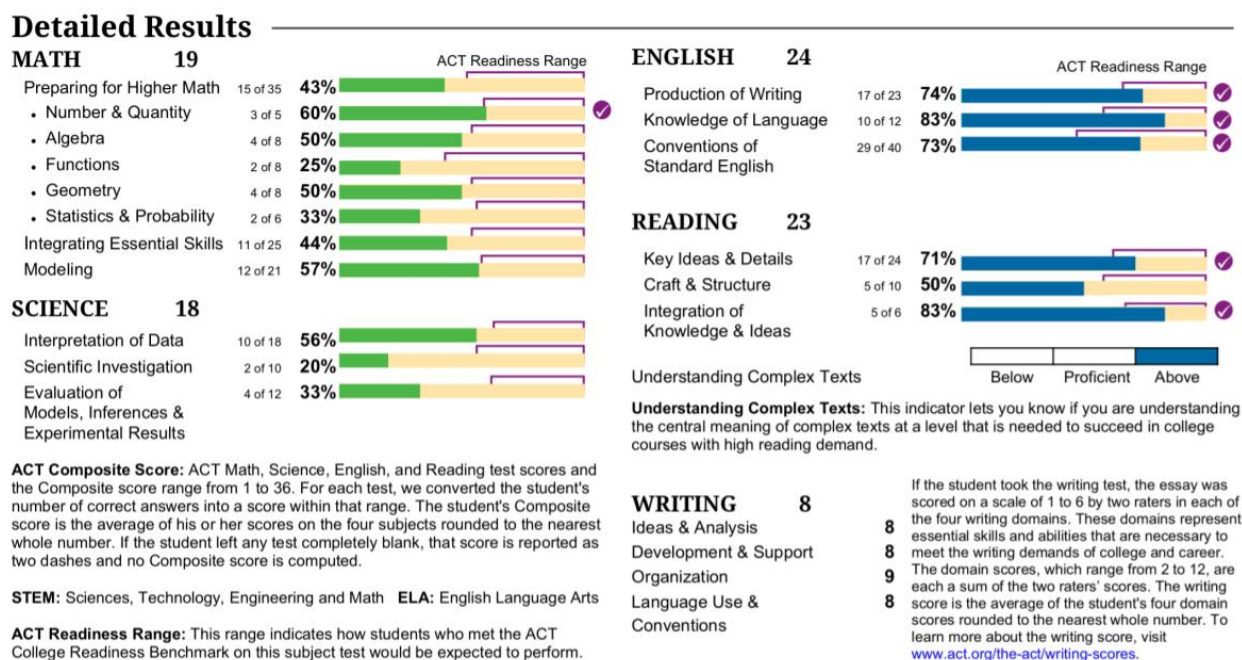 Detailed Results
MATH 19
ACT Readiness Range
Preparing for Higher Math 15 of 35 43%
• Number & Quantity 3 of 5 60%
• Algebra 4 of 8 50%
• Functions 2 of 8 25%
• Geometry 4 of 8 50%
• Statistics & Probability 2 of 6 33%
Integrating Essential Skills 11 of 25 44%
Modeling 12 of 21 57%
SCIENCE 18
Interpretation of Data 10 of 18 56%
Scientific Investigation 2 of 10 20%
Evaluation of 4 of 12 33%
Models, Inferences &
Experimental Results
ACT Composite Score: ACT Math, Science, English, and Reading test scores and
the Composite score range from 1 to 36. For each test, we converted the student's
number of correct answers into a score within that range. The student's Composite
score is the average of his or her scores on the four subjects rounded to the nearest
whole number. If the student left any test completely blank, that score is reported as
two dashes and no Composite score is computed.
STEM: Sciences, Technology, Engineering and Math ELA: English Language Arts
ACT Readiness Range: This range indicates how students who met the ACT
College Readiness Benchmark on this subject test would be expected to perform.
ENGLISH 24
ACT Readiness Range
Production of Writing 17 of 23 74%
Knowledge of Language 10 of 12 83%
Conventions of 29 of 40 73%
Standard English
READING 23
Key Ideas & Details 17 of 24 71%
Craft & Structure 5 of 10 50%
Integration of 5 of 6 83%
Knowledge & Ideas
Understanding Complex Texts Below Proficient Above
Understanding Complex Texts: This indicator lets you know if you are understanding
the central meaning of complex texts at a level that is needed to succeed in college
courses with high reading demand.
WRITING 8
Ideas & Analysis 8
Development & Support 8
Organization 9
Language Use & 8
Conventions
If the student took the writing test, the essay was
scored on a scale of 1 to 6 by two raters in each of
the four writing domains. These domains represent
essential skills and abilities that are necessary to
meet the writing demands of college and career.
The domain scores, which range from 2 to 12, are
each a sum of the two raters' scores. The writing
score is the average of the student's four domain
scores rounded to the nearest whole number. To
learn more about the writing score, visit
www.act.org/the-act/writing-scores.